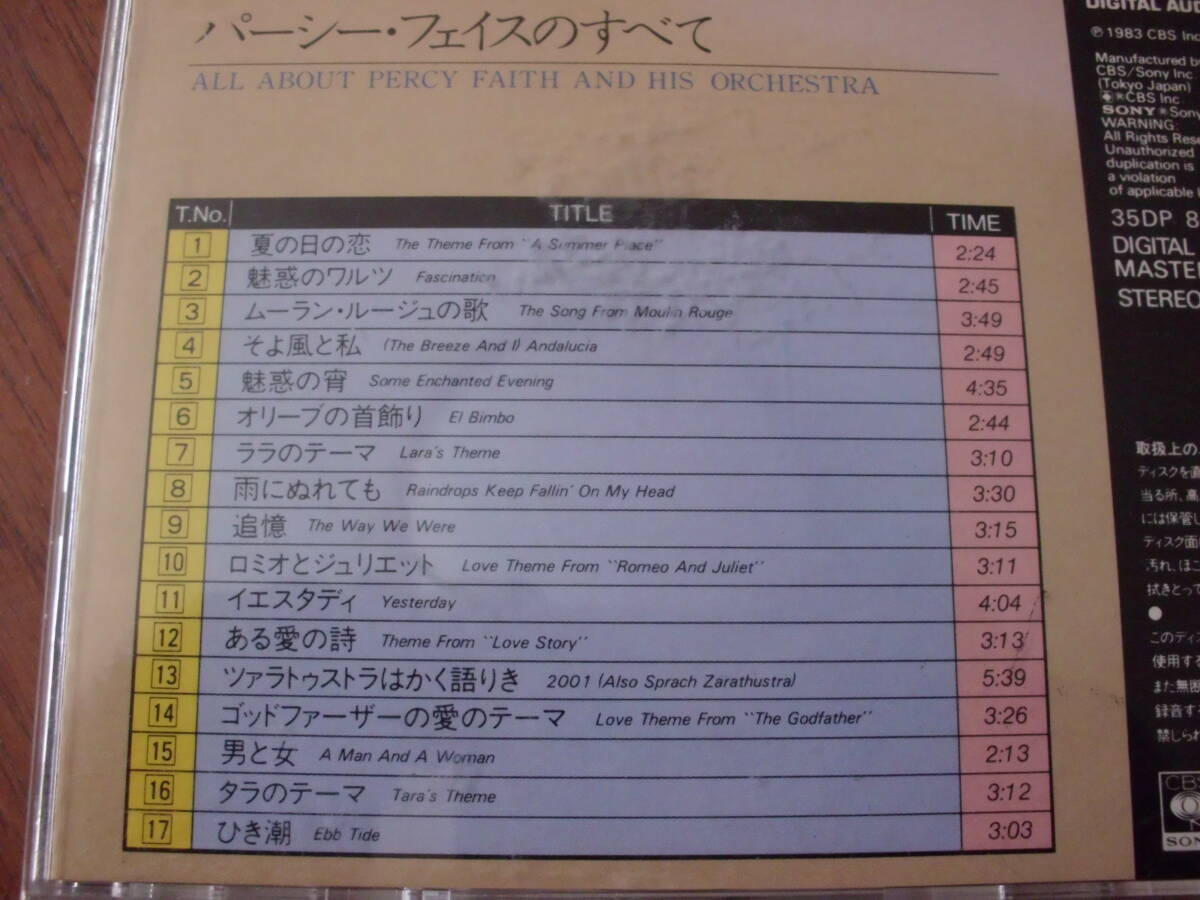 パーシー・フェイスのすべて
ALL ABOUT PERCY FAITH AND HIS ORCHESTRA
T.No. TITLE TIME
1 夏の日の恋 The Theme From "A Summer Place" 2:24
2 魅惑のワルツ Fascination 2:45
3 ムーラン・ルージュの歌 The Song From Moulin Rouge 3:49
4 そよ風と私 (The Breeze And I) Andalucia 2:49
5 魅惑の宵 Some Enchanted Evening 4:35
6 オリーブの首飾り El Bimbo 2:44
7 ララのテーマ Lara's Theme 3:10
8 雨にぬれても Raindrops Keep Fallin' On My Head 3:30
9 追憶 The Way We Were 3:15
10 ロミオとジュリエット Love Theme From "Romeo And Juliet" 3:11
11 イエスタディ Yesterday 4:04
12 ある愛の詩 Theme From "Love Story" 3:13
13 ツァラトゥストラはかく語りき 2001 (Also Sprach Zarathustra) 5:39
14 ゴッドファーザーの愛のテーマ Love Theme From "The Godfather" 3:26
15 男と女 A Man And A Woman 2:13
16 タラのテーマ Tara's Theme 3:12
17 ひき潮 Ebb Tide 3:03
DIGITAL AUD
℗1983 CBS Inc
Manufactured by
CBS/Sony Inc
(Tokyo Japan)
*CBS Inc
SONY*Sony
WARNING:
All Rights Rese
Unauthorized
duplication is
a violation
of applicable l
35DP 8
DIGITAL
MASTE
STEREO
取扱上の
ディスクを直
当る所、高
には保管し
ディスク面
汚れ、ほこ
拭きとって
●
このディス
使用する
また無断
録音する
禁じられ
CBS
SONY